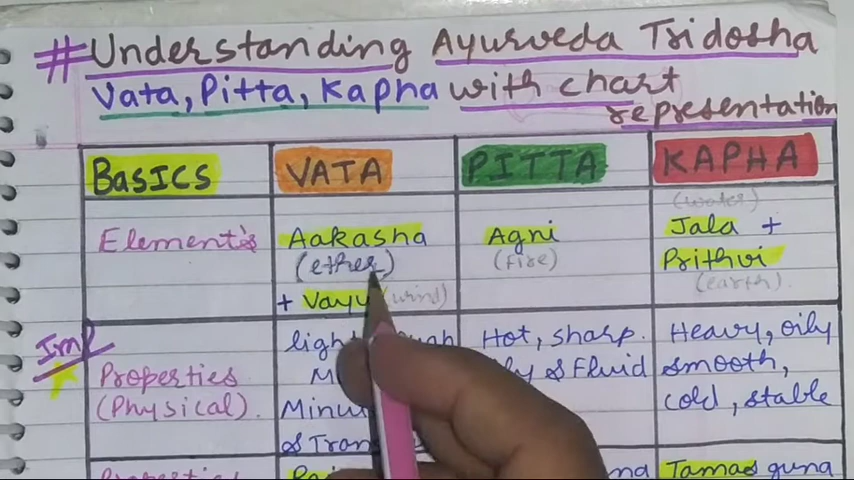 #Understanding Ayurveda Tridosha
Vata, Pitta, Kapha with chart
representation
BASICS VATA PITTA KAPHA
Element's
Aakasha
(ether)
+ Vayu (wind)
Agni
(fire)
(water)
Jala +
Prithvi
(earth)
Imp
Properties
(Physical).
Hot, sharp.
& Fluid
Heavy, oily
smooth,
cold, stable
&
Tamas guna